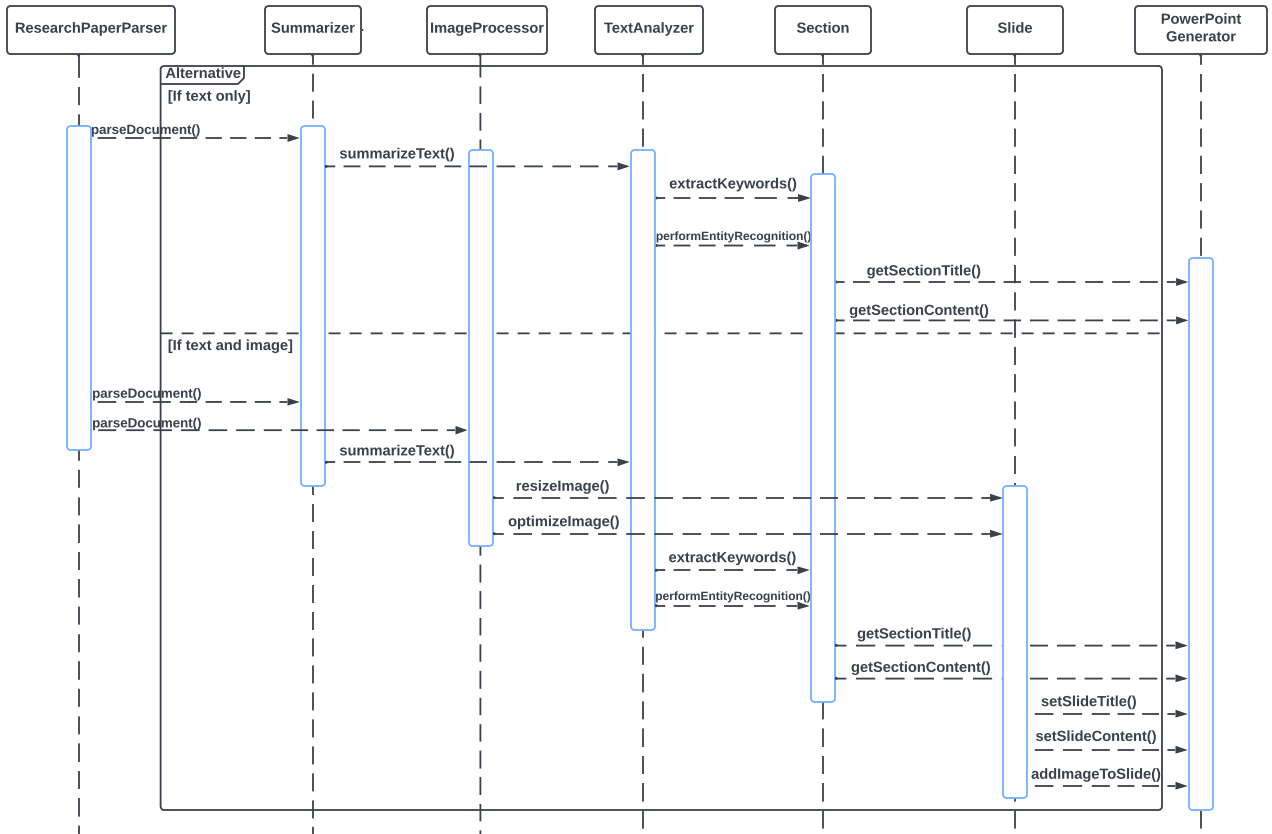 ResearchPaperParser
Summarizer
ImageProcessor
TextAnalyzer
Section
Slide
PowerPoint
Generator
Alternative
[If text only]
parseDocument()
summarizeText()
extractKeywords()
performEntityRecognition()
getSectionTitle()
getSectionContent()
[If text and image]
parseDocument()
parseDocument()
summarizeText()
resizeImage()
optimizeImage()
extractKeywords()
performEntityRecognition()
getSectionTitle()
getSectionContent()
setSlideTitle()
setSlideContent()
addImageToSlide()